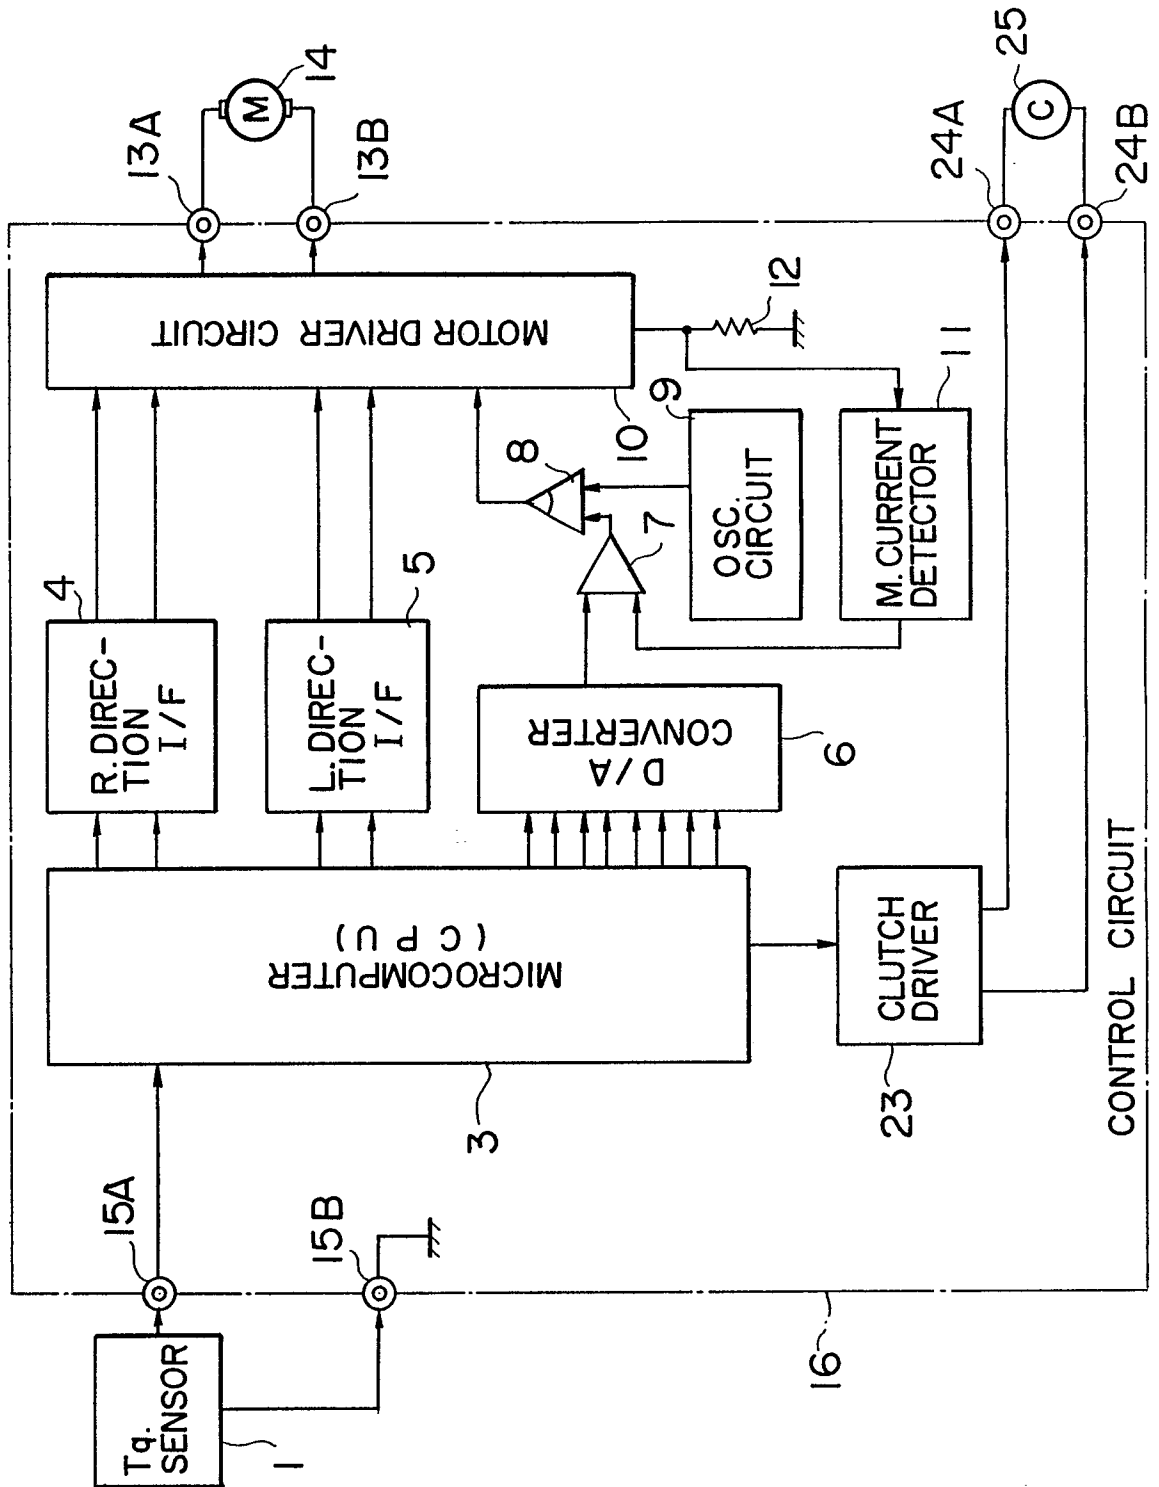 Tq.
SENSOR
1
15A
15B
16
MICROCOMPUTER
(CPU)
3
R. DIREC-
TION
I/F
4
L. DIREC-
TION
I/F
5
D/A
CONVERTER
6
7
8
OSC.
CIRCUIT
9
MOTOR DRIVER CIRCUIT
10
M. CURRENT
DETECTOR
11
12
13A
13B
M
14
CLUTCH
DRIVER
23
24A
24B
C
25
CONTROL CIRCUIT